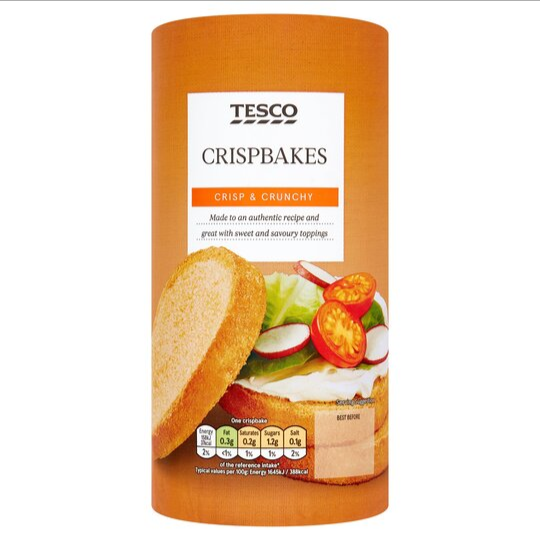 TESCO
CRISPBAKES
CRISP & CRUNCHY
Made to an authentic recipe and
great with sweet and savoury toppings
Serving suggestion
BEST BEFORE
One crispbake
Energy Fat Saturates Sugars Salt
0.3g 0.2g 1.2g 0.1g
2% <1% 1% 1% 2%
of the reference intake*
Typical values per 100g: Energy 1645kJ / 388kcal